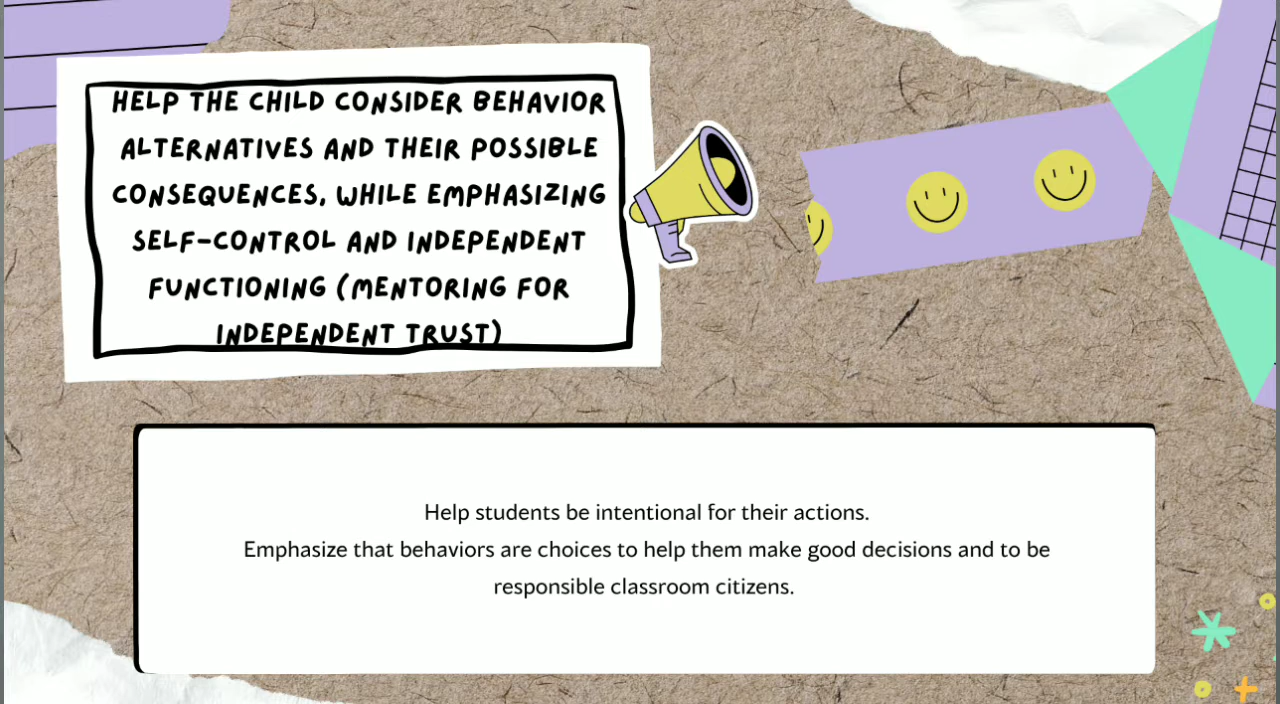 HELP THE CHILD CONSIDER BEHAVIOR
ALTERNATIVES AND THEIR POSSIBLE
CONSEQUENCES, WHILE EMPHASIZING
SELF-CONTROL AND INDEPENDENT
FUNCTIONING (MENTORING FOR
INDEPENDENT TRUST)
Help students be intentional for their actions.
Emphasize that behaviors are choices to help them make good decisions and to be
responsible classroom citizens.